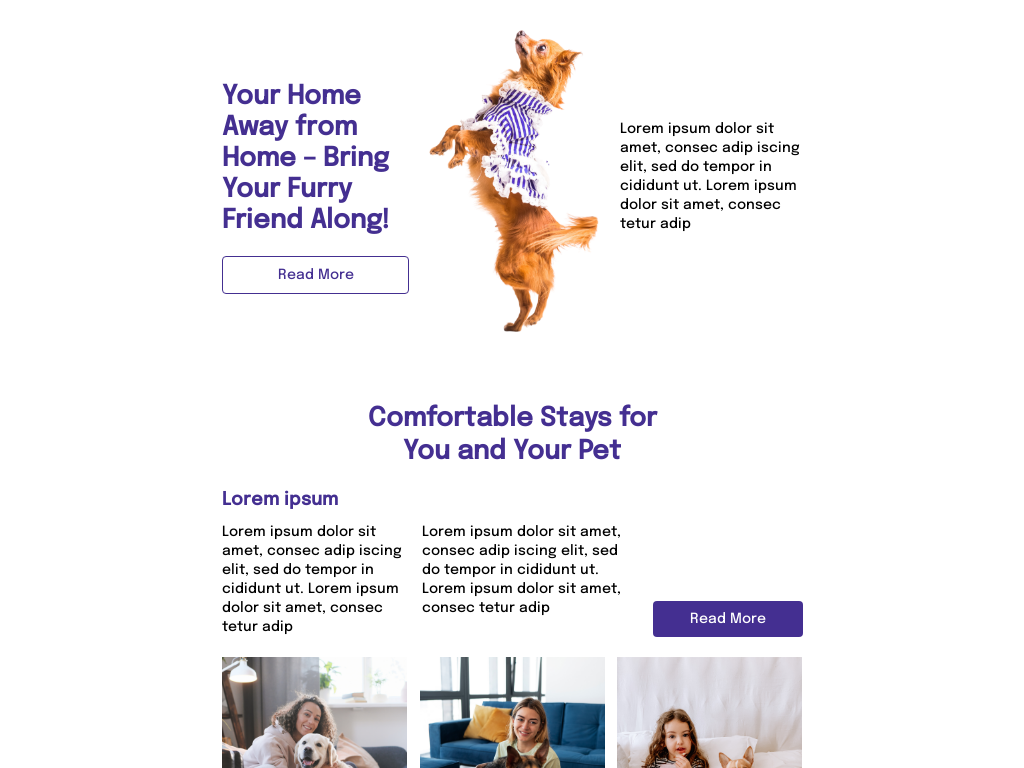 Your Home
Away from
Home – Bring
Your Furry
Friend Along!
Read More
Lorem ipsum dolor sit
amet, consec adip iscing
elit, sed do tempor in
cididunt ut. Lorem ipsum
dolor sit amet, consec
tetur adip
Comfortable Stays for
You and Your Pet
Lorem ipsum
Lorem ipsum dolor sit
amet, consec adip iscing
elit, sed do tempor in
cididunt ut. Lorem ipsum
dolor sit amet, consec
tetur adip
Lorem ipsum dolor sit amet,
consec adip iscing elit, sed
do tempor in cididunt ut.
Lorem ipsum dolor sit amet,
consec tetur adip
Read More